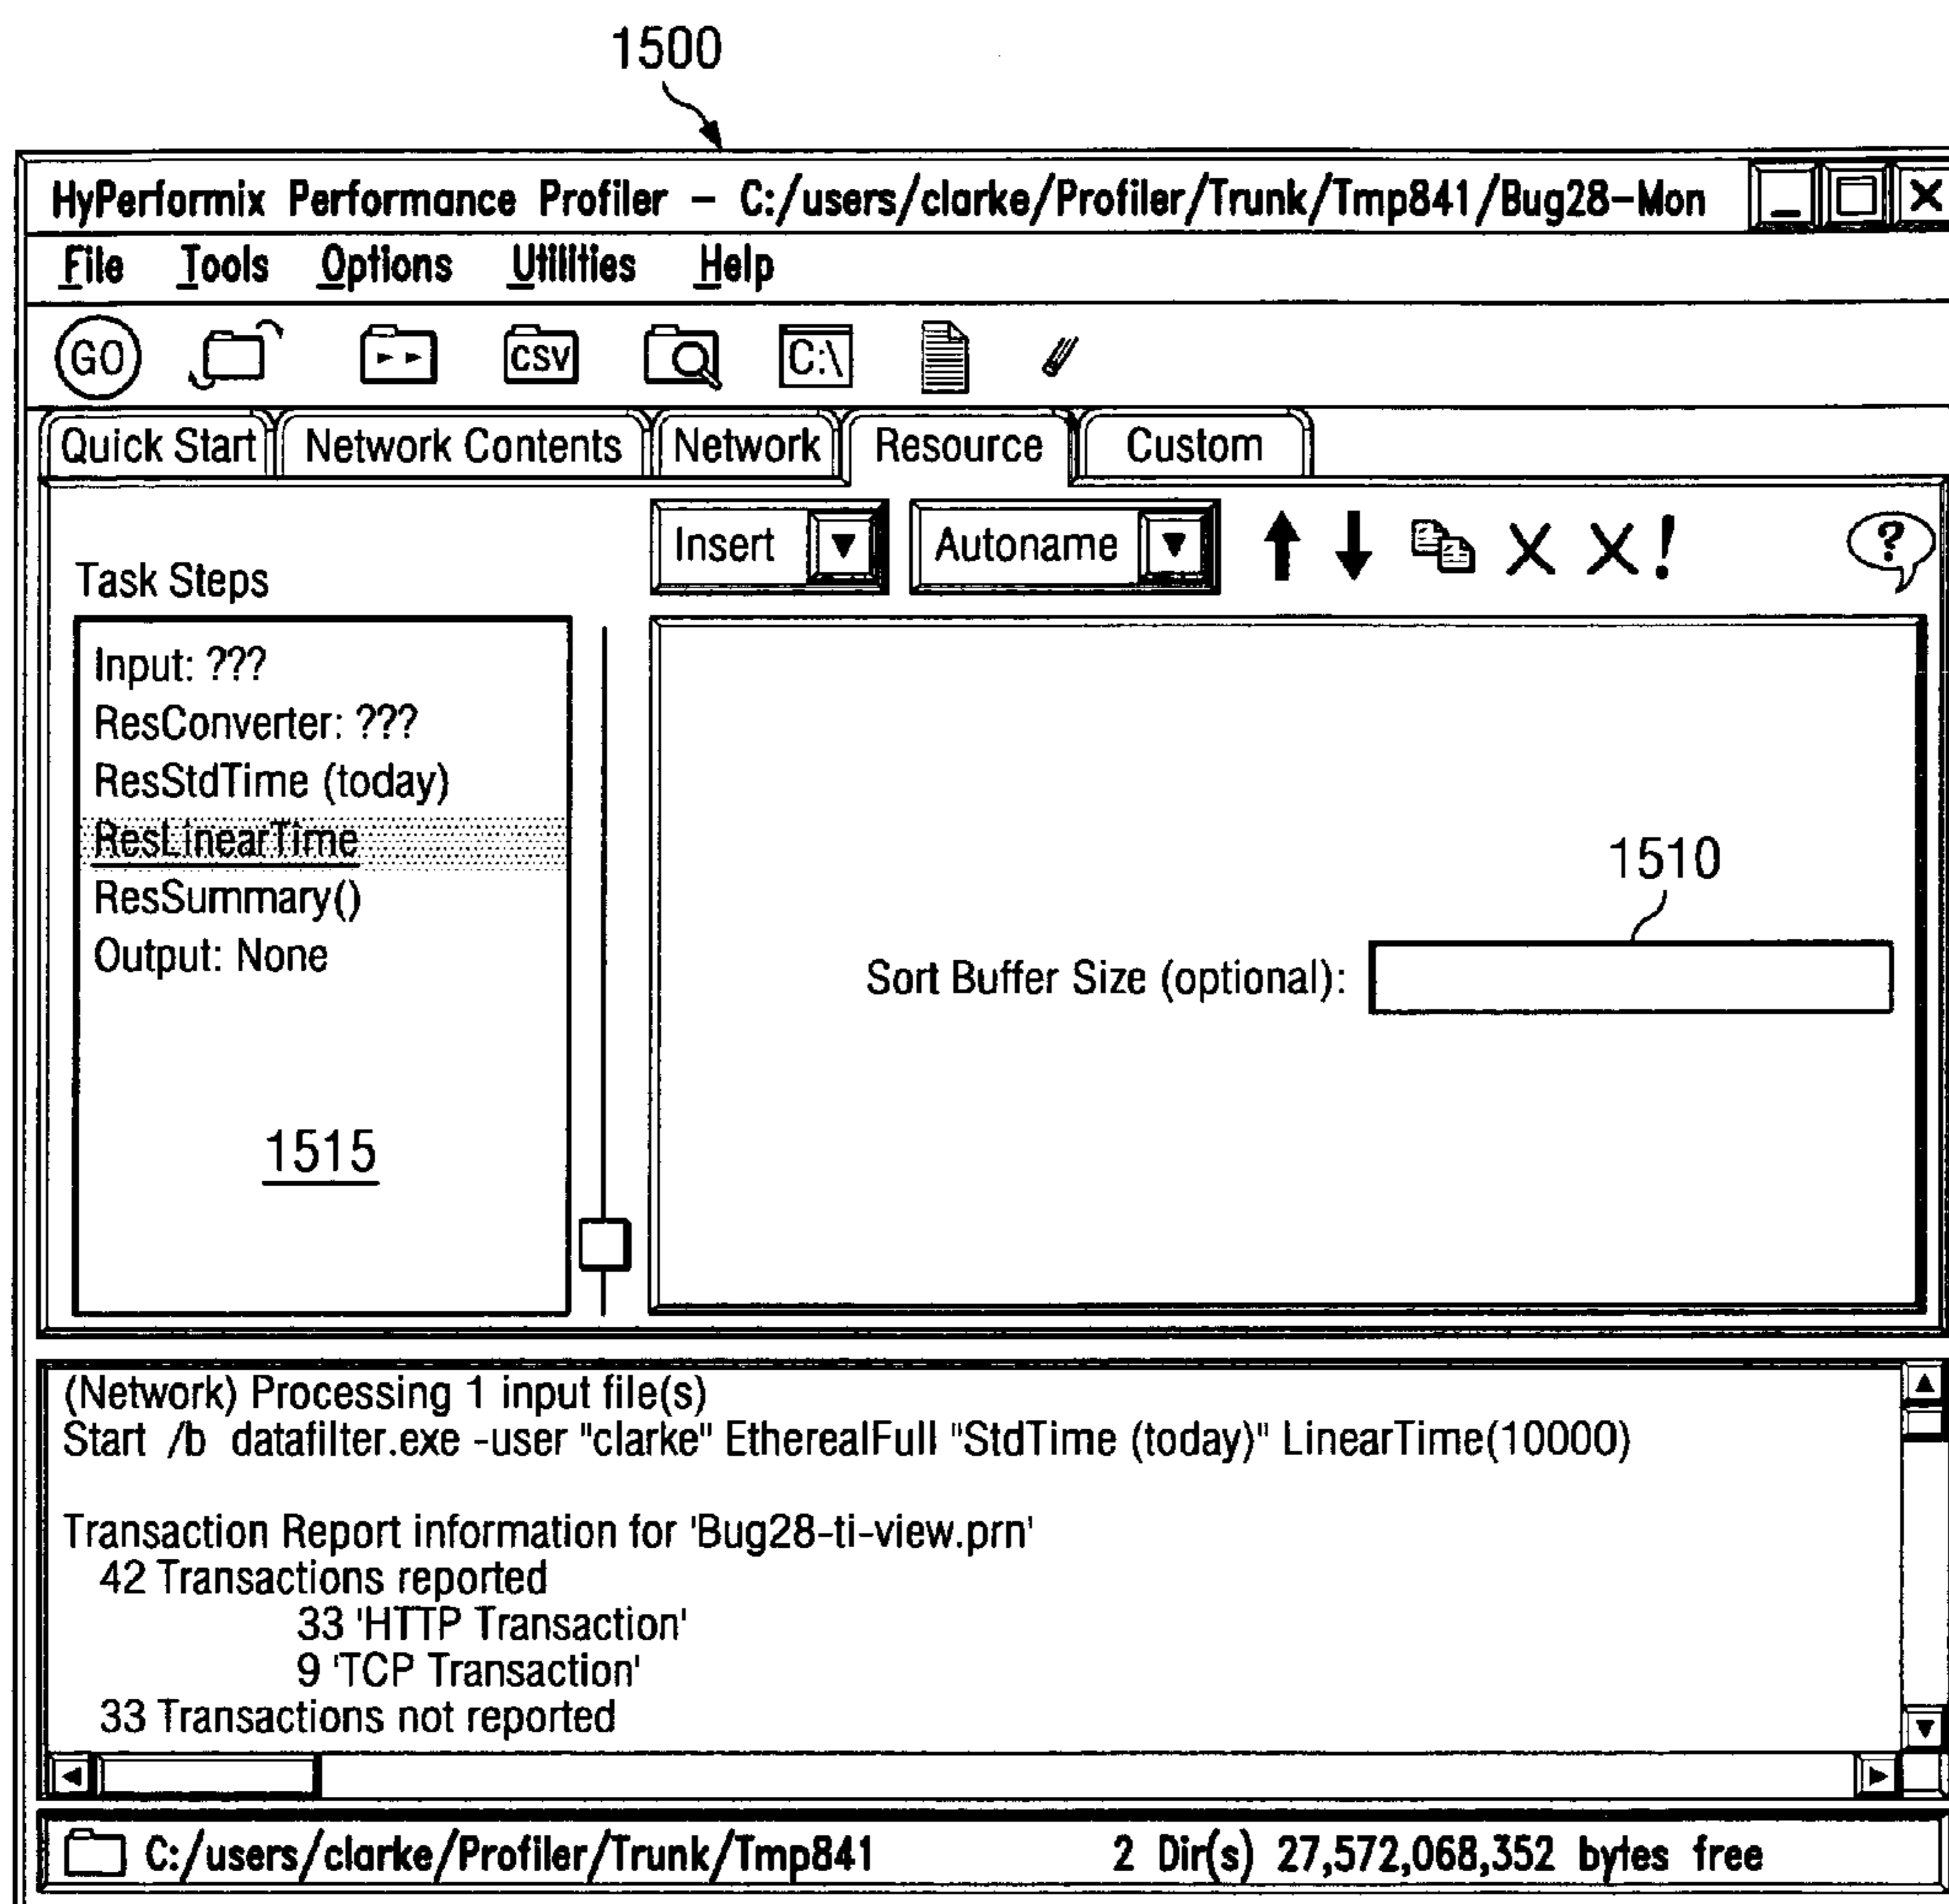 1500
HyPerformix Performance Profiler – C:/users/clarke/Profiler/Trunk/Tmp841/Bug28–Mon
File Tools Options Utilities Help
GO CSV C:\
Quick Start Network Contents Network Resource Custom
Insert Autoname X X! ?
Task Steps
Input: ???
ResConverter: ???
ResStdTime (today)
ResLinearTime
ResSummary()
Output: None
1515
1510
Sort Buffer Size (optional):
(Network) Processing 1 input file(s)
Start /b datafilter.exe -user "clarke" EtherealFull "StdTime (today)" LinearTime(10000)
Transaction Report information for 'Bug28-ti-view.prn'
42 Transactions reported
33 'HTTP Transaction'
9 'TCP Transaction'
33 Transactions not reported
C:/users/clarke/Profiler/Trunk/Tmp841 2 Dir(s) 27,572,068,352 bytes free